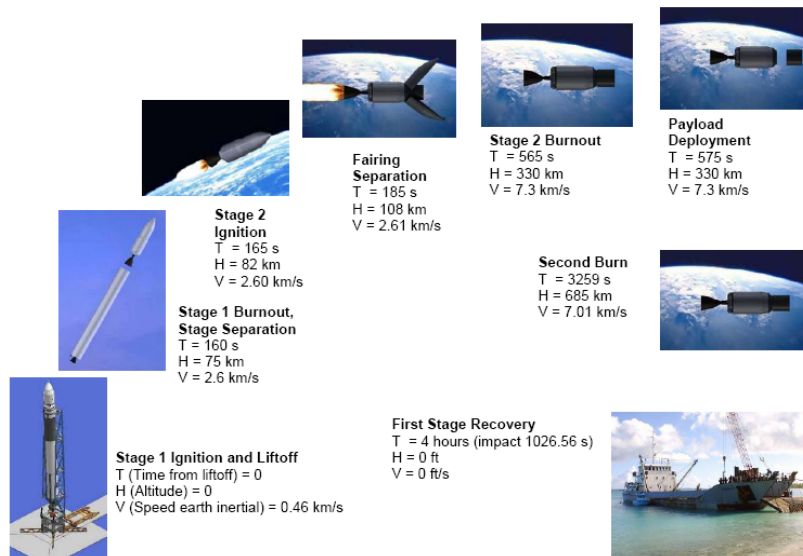 Stage 1 Ignition and Liftoff
T (Time from liftoff) = 0
H (Altitude) = 0
V (Speed earth inertial) = 0.46 km/s
Stage 1 Burnout,
Stage Separation
T = 160 s
H = 75 km
V = 2.6 km/s
Stage 2
Ignition
T = 165 s
H = 82 km
V = 2.60 km/s
Fairing
Separation
T = 185 s
H = 108 km
V = 2.61 km/s
Stage 2 Burnout
T = 565 s
H = 330 km
V = 7.3 km/s
Payload
Deployment
T = 575 s
H = 330 km
V = 7.3 km/s
Second Burn
T = 3259 s
H = 685 km
V = 7.01 km/s
First Stage Recovery
T = 4 hours (impact 1026.56 s)
H = 0 ft
V = 0 ft/s